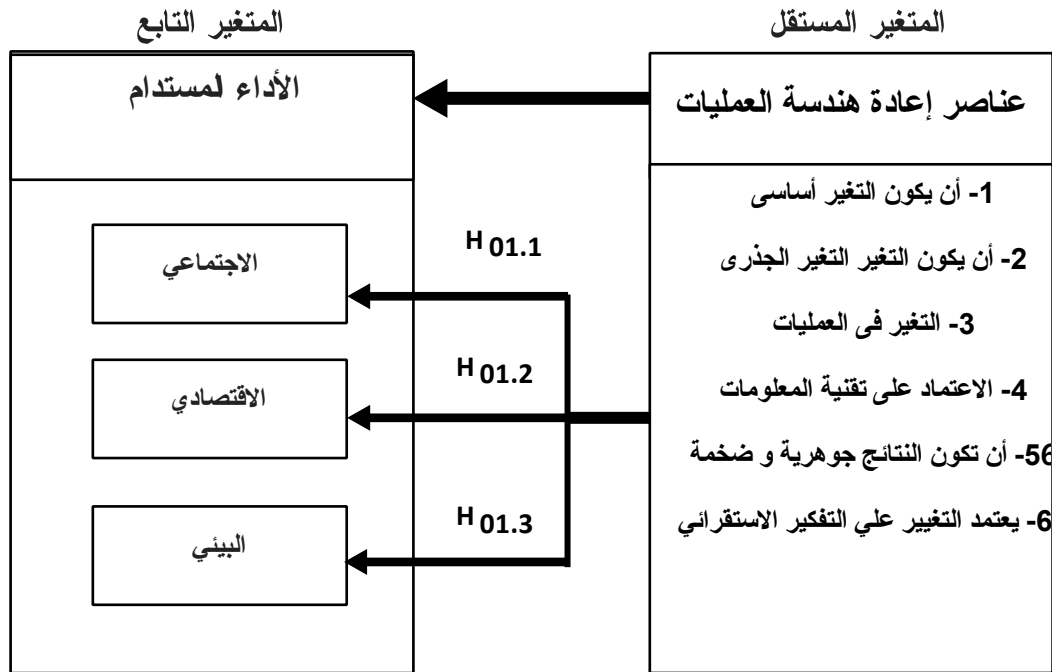 المتغير المستقل
المتغير التابع
عناصر إعادة هندسة العمليات
الأداء لمستدام
1- أن يكون التغير أساسى
2- أن يكون التغير التغير الجذرى
3- التغير فى العمليات
4- الاعتماد على تقنية المعلومات
56- أن تكون النتائج جوهرية و ضخمة
6- يعتمد التغيير علي التفكير الاستقرائي
H 01.1
الاجتماعي
H 01.2
الاقتصادي
H 01.3
البيئي